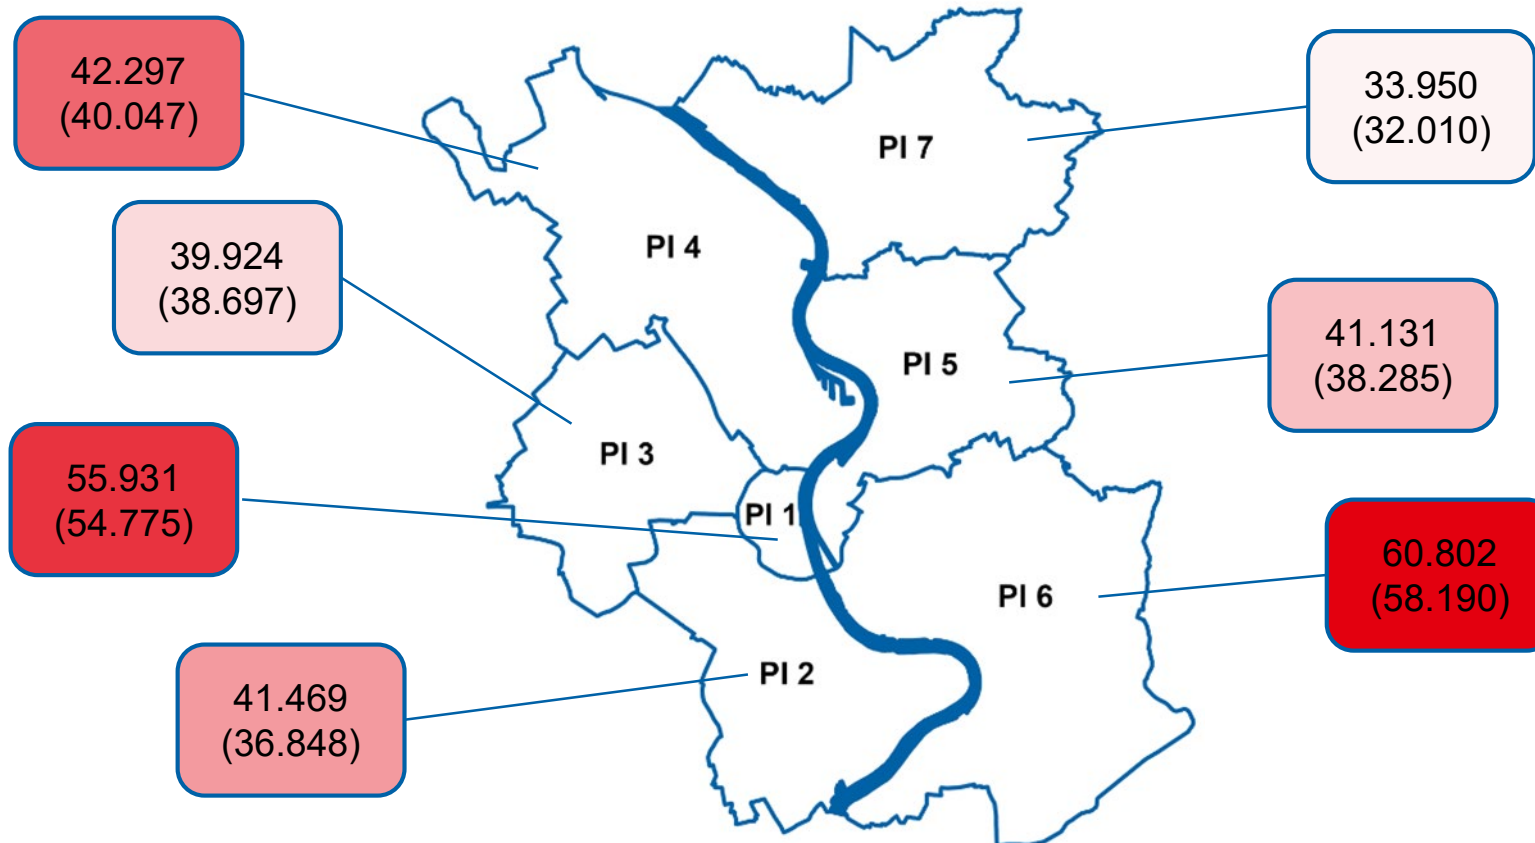 42.297
(40.047)
33.950
(32.010)
PI 7
39.924
(38.697)
PI 4
41.131
(38.285)
PI 5
55.931
(54.775)
PI 3
PI 1
60.802
(58.190)
PI 6
41.469
(36.848)
PI 2